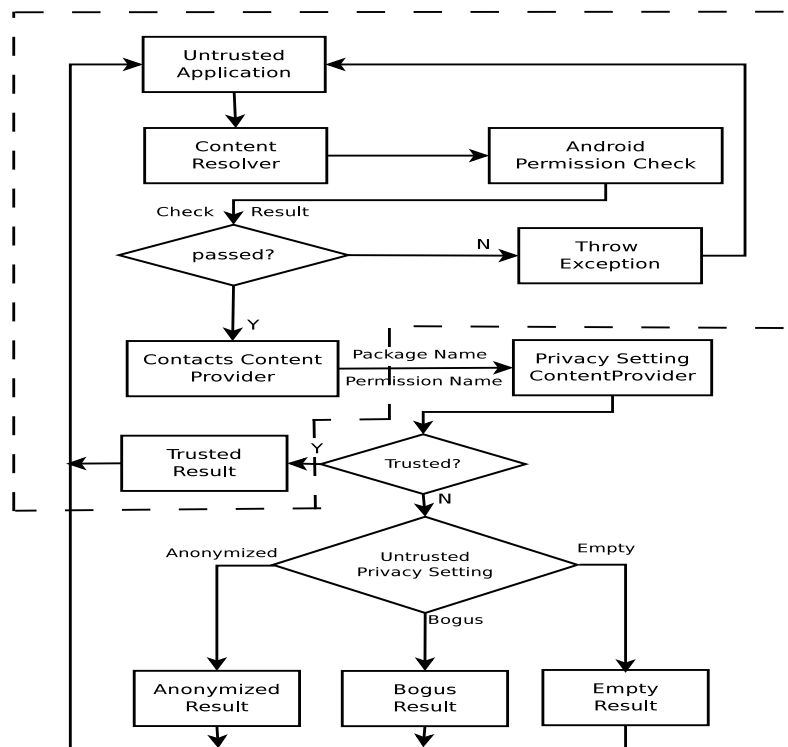 Untrusted
Application
Content
Resolver
Android
Permission Check
Check Result
passed?
N
Throw
Exception
Y
Contacts Content
Provider
Package Name
Permission Name
Privacy Setting
ContentProvider
Trusted
Result
Y
Trusted?
N
Anonymized
Untrusted
Privacy Setting
Empty
Bogus
Anonymized
Result
Bogus
Result
Empty
Result